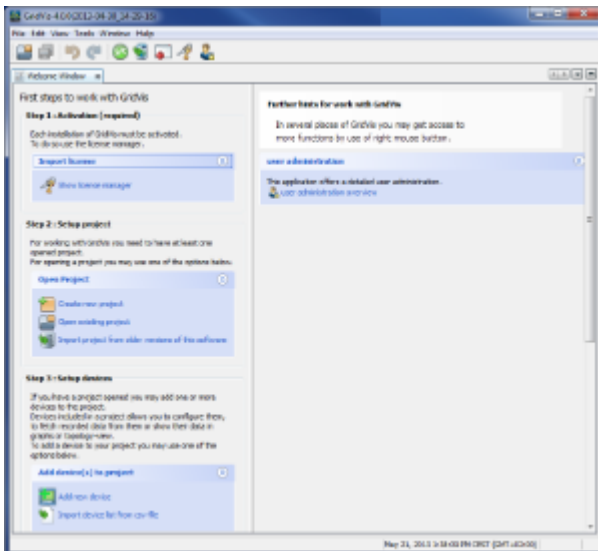 File Edit View Tools Window Help
Welcome Window
First steps to work with GridVis
Step 1: Activation (required)
Each installation of GridVis must be activated.
To do so use the license manager.
Import license
Show license manager
Step 2: Setup project
For working with GridVis you need to have at least one
opened project.
For opening a project you may use one of the options below.
Open Project
Create new project
Open existing project
Import project from older versions of the software
Step 3: Setup devices
If you have a project opened you may add one or more
devices to the project.
Devices included in a project allows you to configure them,
to fetch recorded data from them or show their data in
graphs or topology-view.
To add a device to your project you may use one of the
options below.
Add device(s) to project
Add new device
Import device list from csv-file
Further hints for work with GridVis
In several places of GridVis you may get access to
more functions by use of right mouse button.
user administration
This application offers a detailed user administration.
user administration overview